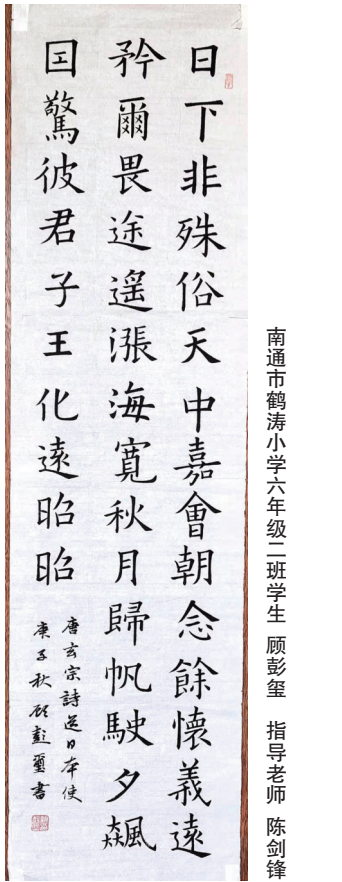 日下非殊俗天中嘉會朝念餘懷義遠
矜爾畏途遙漲海寬秋月歸帆駛夕飆
因驚彼君子王化遠昭昭
唐玄宗詩送日本使
庚子秋顾彭璽書
南通市鹤涛小学六年级二班学生 顾彭玺 指导老师 陈剑锋